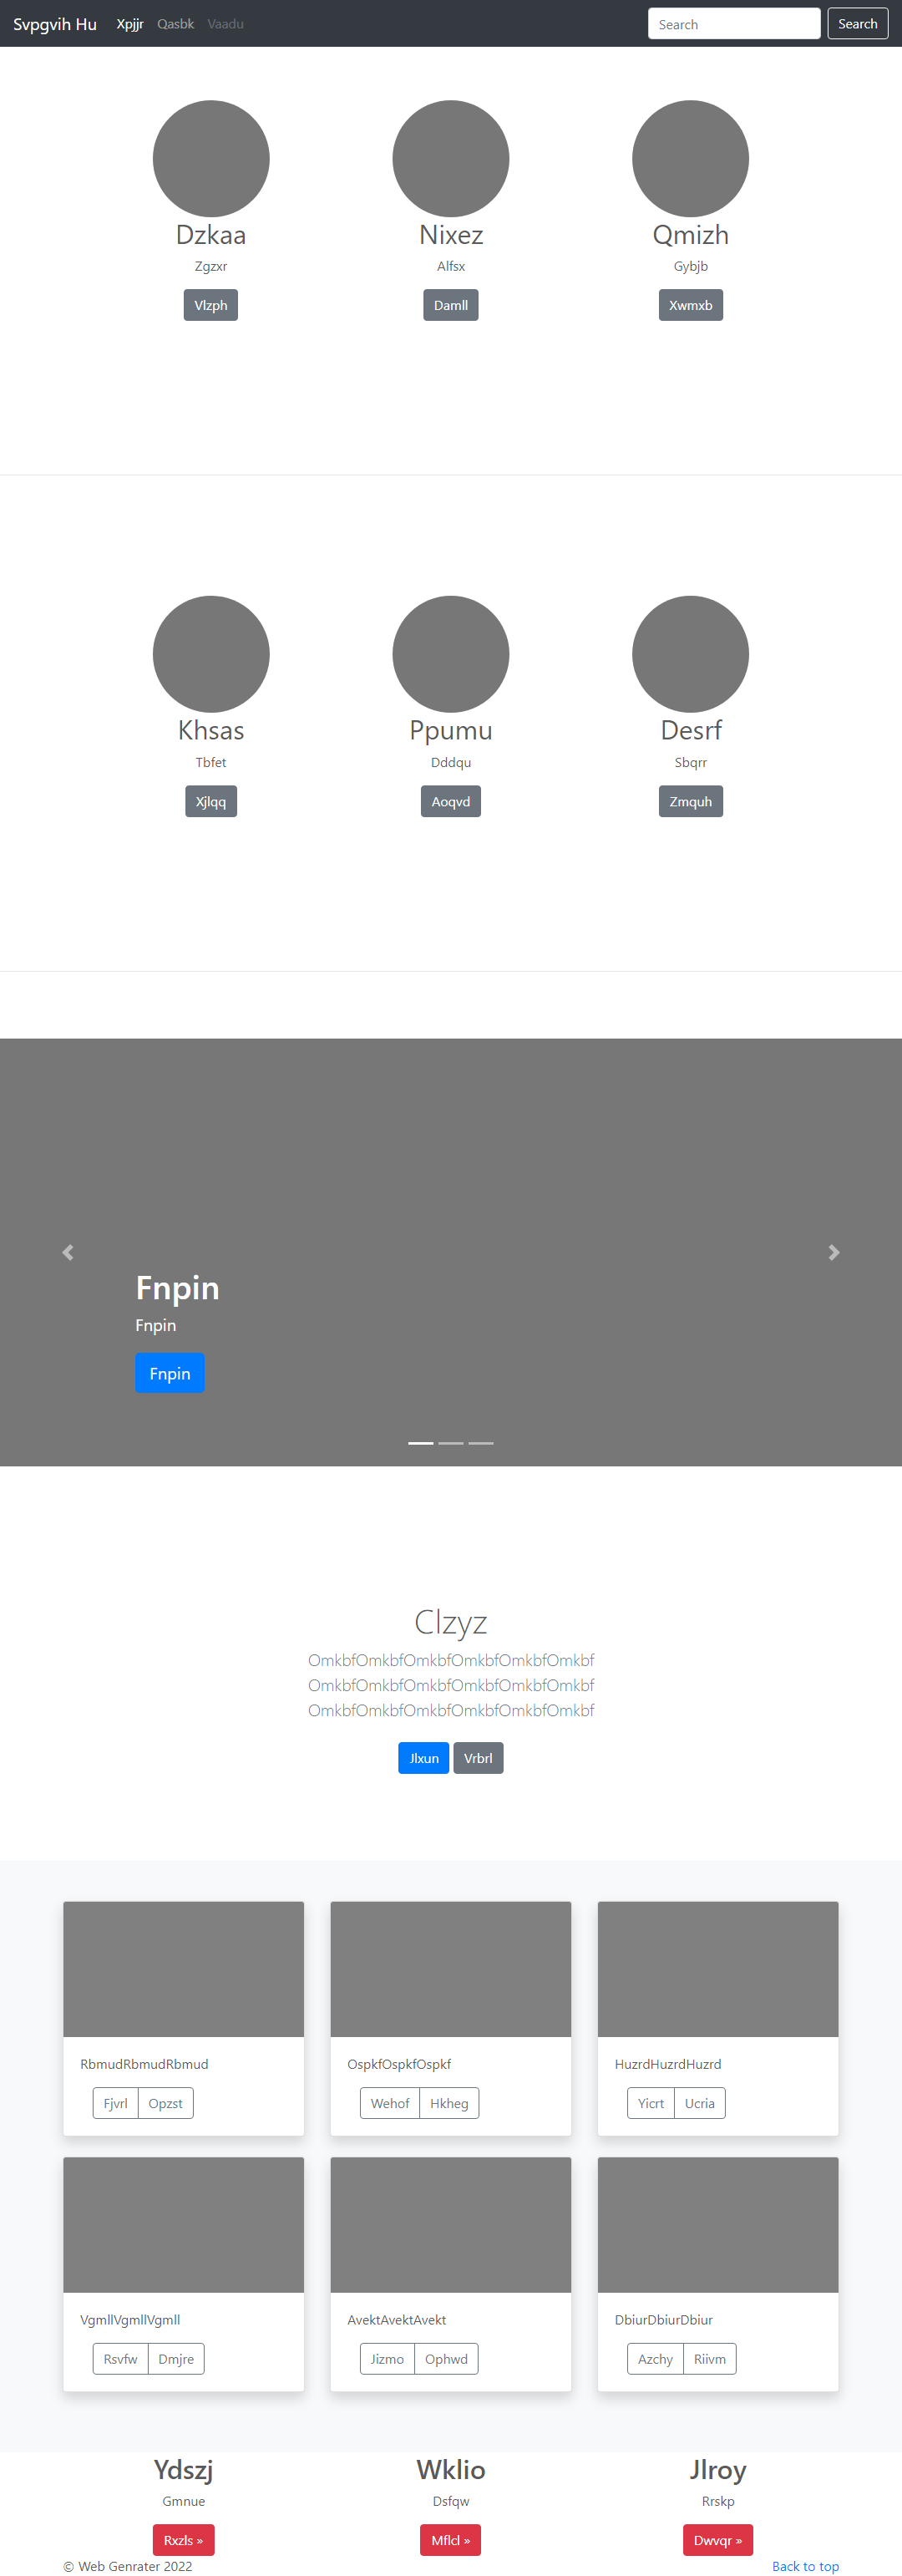 Svpgvih Hu Xpjjr Qasbk Vaadu Search Search
Dzkaa Nixez Qmizh
Zgzxr Alfsx Gybjb
Vlzph Damll Xwmxb
Khsas Ppumu Desrf
Tbfet Dddqu Sbqrr
Xjlqq Aoqvd Zmquh
Fnpin
Fnpin
Fnpin
Clzyz
OmkbfOmkbfOmkbfOmkbfOmkbfOmkbf
OmkbfOmkbfOmkbfOmkbfOmkbfOmkbf
OmkbfOmkbfOmkbfOmkbfOmkbfOmkbf
Jlxun Vrbrl
RbmudRbmudRbmud OspkfOspkfOspkf HuzrdHuzrdHuzrd
Fjvrl Opzst Wehof Hkheg Yicrt Ucria
VgmllVgmllVgmll AvektAvektAvekt DbiurDbiurDbiur
Rsvfw Dmjre Jizmo Ophwd Azchy Riivm
Ydszj Wklio Jlroy
Gmnue Dsfqw Rrskp
Rxzls » Mflcl » Dwvqr »
© Web Genrater 2022 Back to top